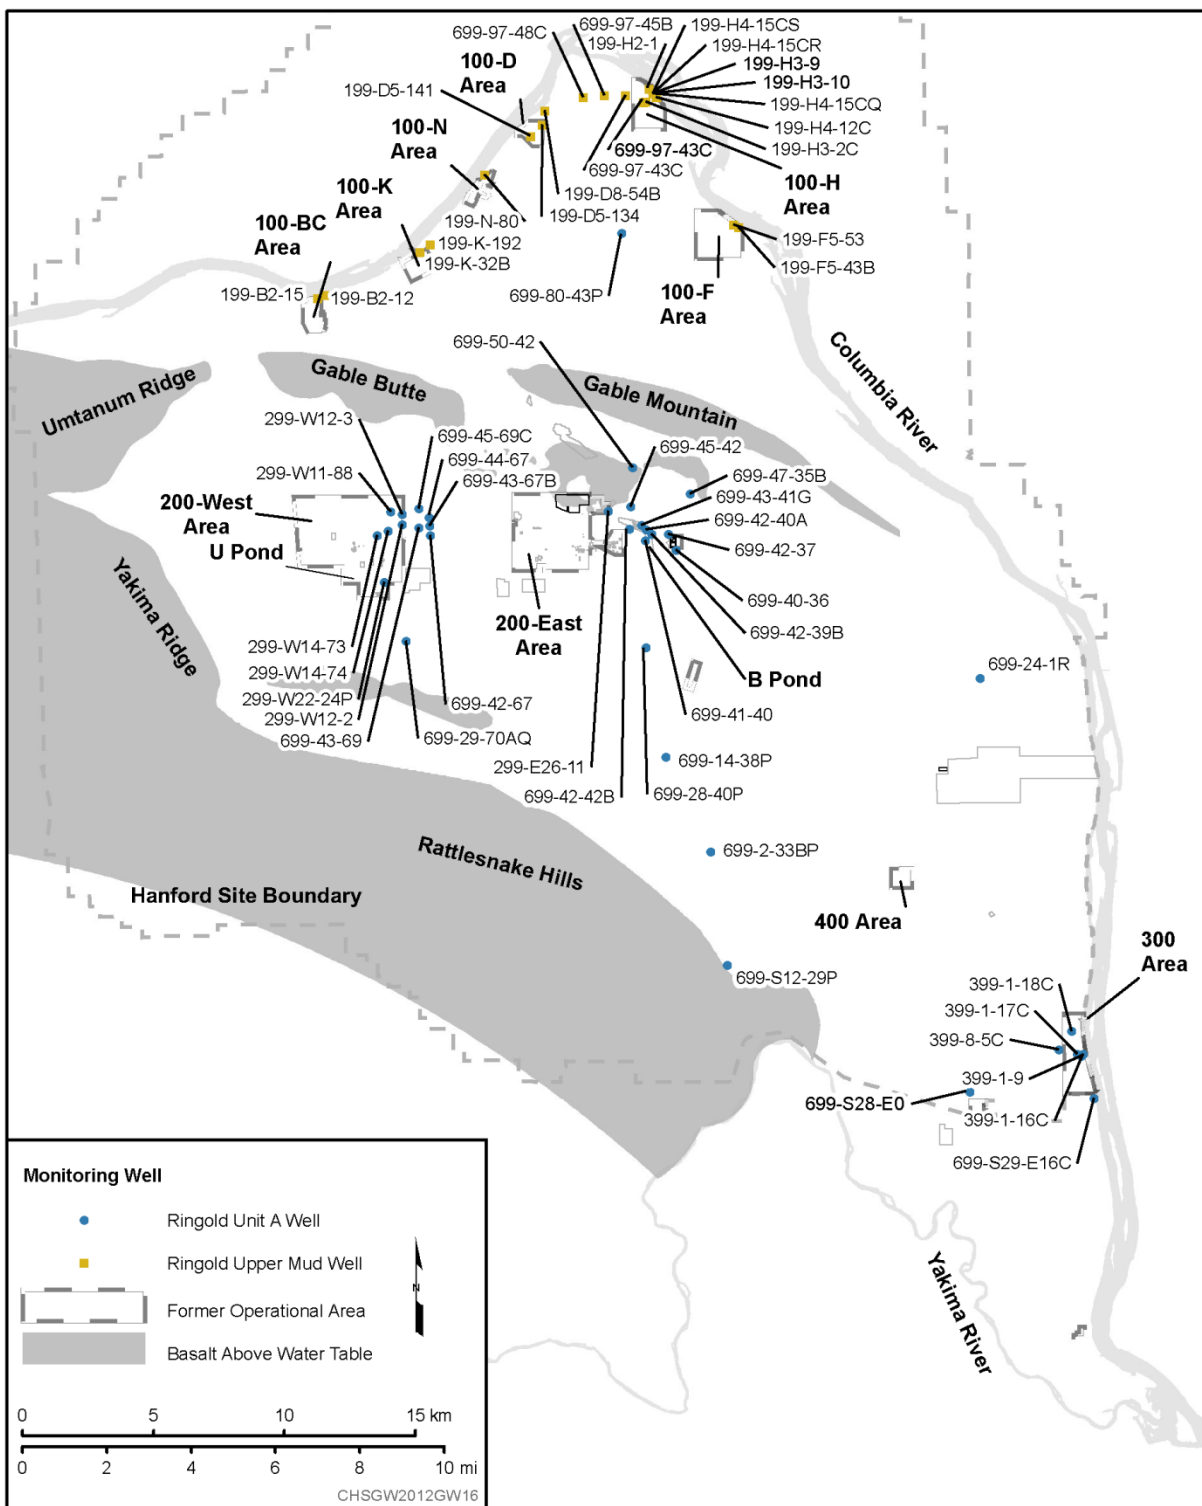 699-97-45B
199-H4-15CS
699-97-48C
199-H2-1
199-H4-15CR
100-D
Area
199-H3-9
199-H3-10
199-D5-141
199-H4-15CQ
100-N
Area
199-H4-12C
199-H3-2C
699-97-43C
699-97-43C
100-H
Area
100-K
Area
199-D8-54B
199-D5-134
100-BC
Area
199-N-80
199-K-192
199-K-32B
199-F5-53
199-F5-43B
199-B2-15
199-B2-12
699-80-43P
100-F
Area
699-50-42
Columbia River
Umtanum Ridge
Gable Butte
Gable Mountain
299-W12-3
699-45-69C
699-44-67
699-43-67B
699-45-42
299-W11-88
699-47-35B
200-West
Area
699-43-41G
699-42-40A
U Pond
699-42-37
Yakima Ridge
699-40-36
200-East
Area
699-42-39B
299-W14-73
299-W14-74
B Pond
699-24-1R
299-W22-24P
299-W12-2
699-42-67
699-41-40
699-43-69
699-29-70AQ
299-E26-11
699-14-38P
699-42-42B
699-28-40P
Rattlesnake Hills
699-2-33BP
Hanford Site Boundary
400 Area
300
Area
699-S12-29P
399-1-18C
399-1-17C
399-8-5C
399-1-9
699-S28-E0
399-1-16C
699-S29-E16C
Yakima River
Monitoring Well
Ringold Unit A Well
Ringold Upper Mud Well
N
Former Operational Area
Basalt Above Water Table
0 5 10 15 km
0 2 4 6 8 10 mi
CHSGW2012GW16